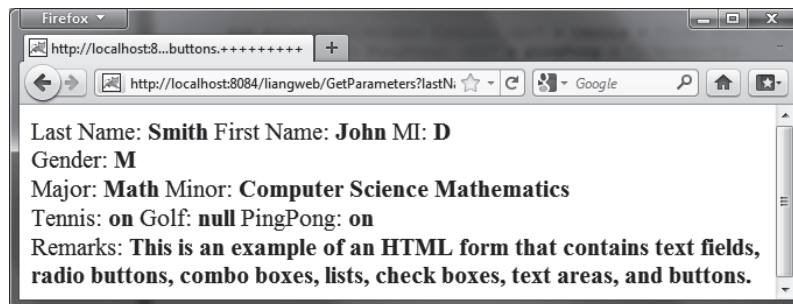 Firefox
http://localhost:8...buttons.+++++++++
http://localhost:8084/liangweb/GetParameters?lastNa
Google
Last Name: Smith First Name: John MI: D
Gender: M
Major: Math Minor: Computer Science Mathematics
Tennis: on Golf: null PingPong: on
Remarks: This is an example of an HTML form that contains text fields,
radio buttons, combo boxes, lists, check boxes, text areas, and buttons.